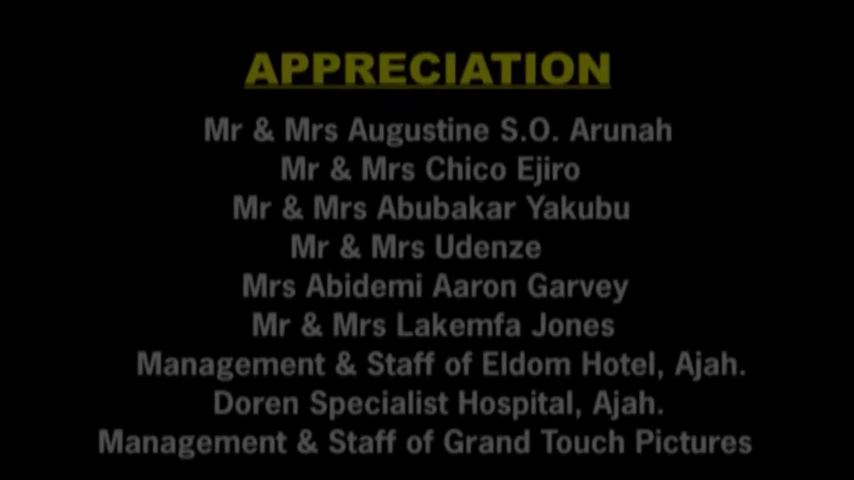 APPRECIATION
Mr & Mrs Augustine S.O. Arunah
Mr & Mrs Chico Ejiro
Mr & Mrs Abubakar Yakubu
Mr & Mrs Udenze
Mrs Abidemi Aaron Garvey
Mr & Mrs Lakemfa Jones
Management & Staff of Eldom Hotel, Ajah.
Doren Specialist Hospital, Ajah.
Management & Staff of Grand Touch Pictures